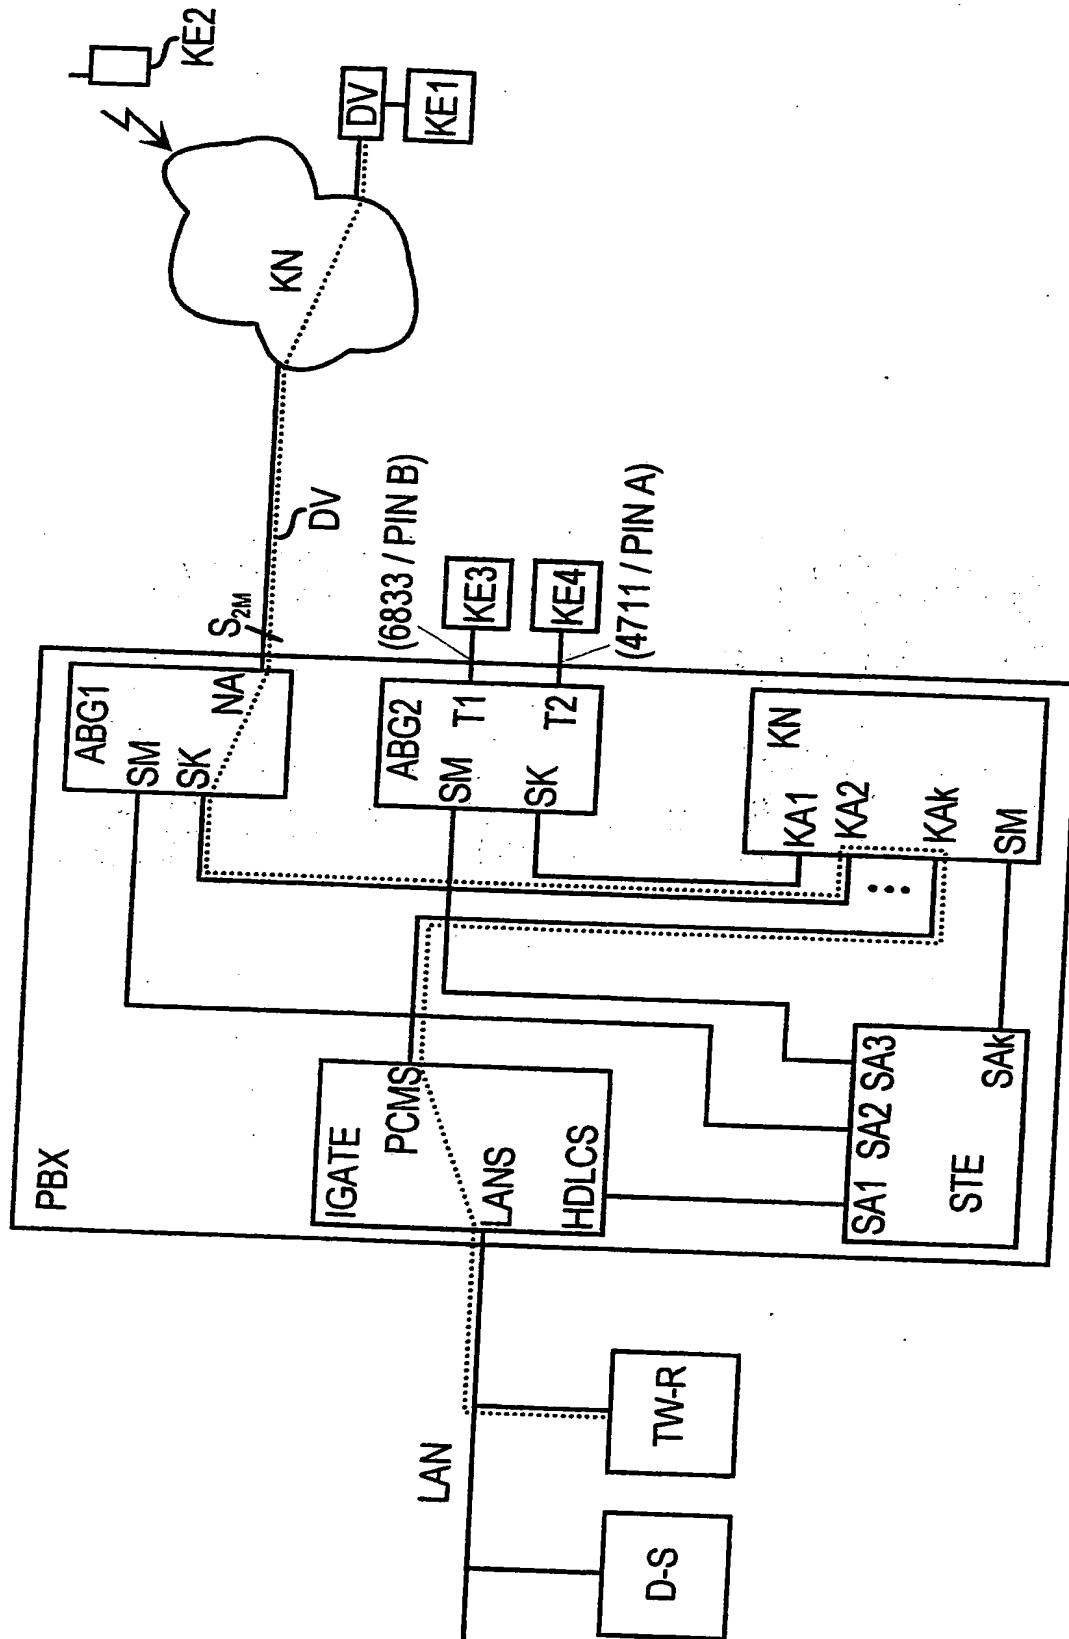 KE2
DV
KE1
KN
DV
S2M
(6833 / PIN B)
KE3
KE4
(4711 / PIN A)
PBX
ABG1
SM
SK
NA
ABG2
SM
T1
SK
T2
KN
KA1
KA2
KAk
SM
IGATE
PCMS
LANS
HDLCS
SA1 SA2 SA3
SAk
STE
LAN
TW-R
D-S